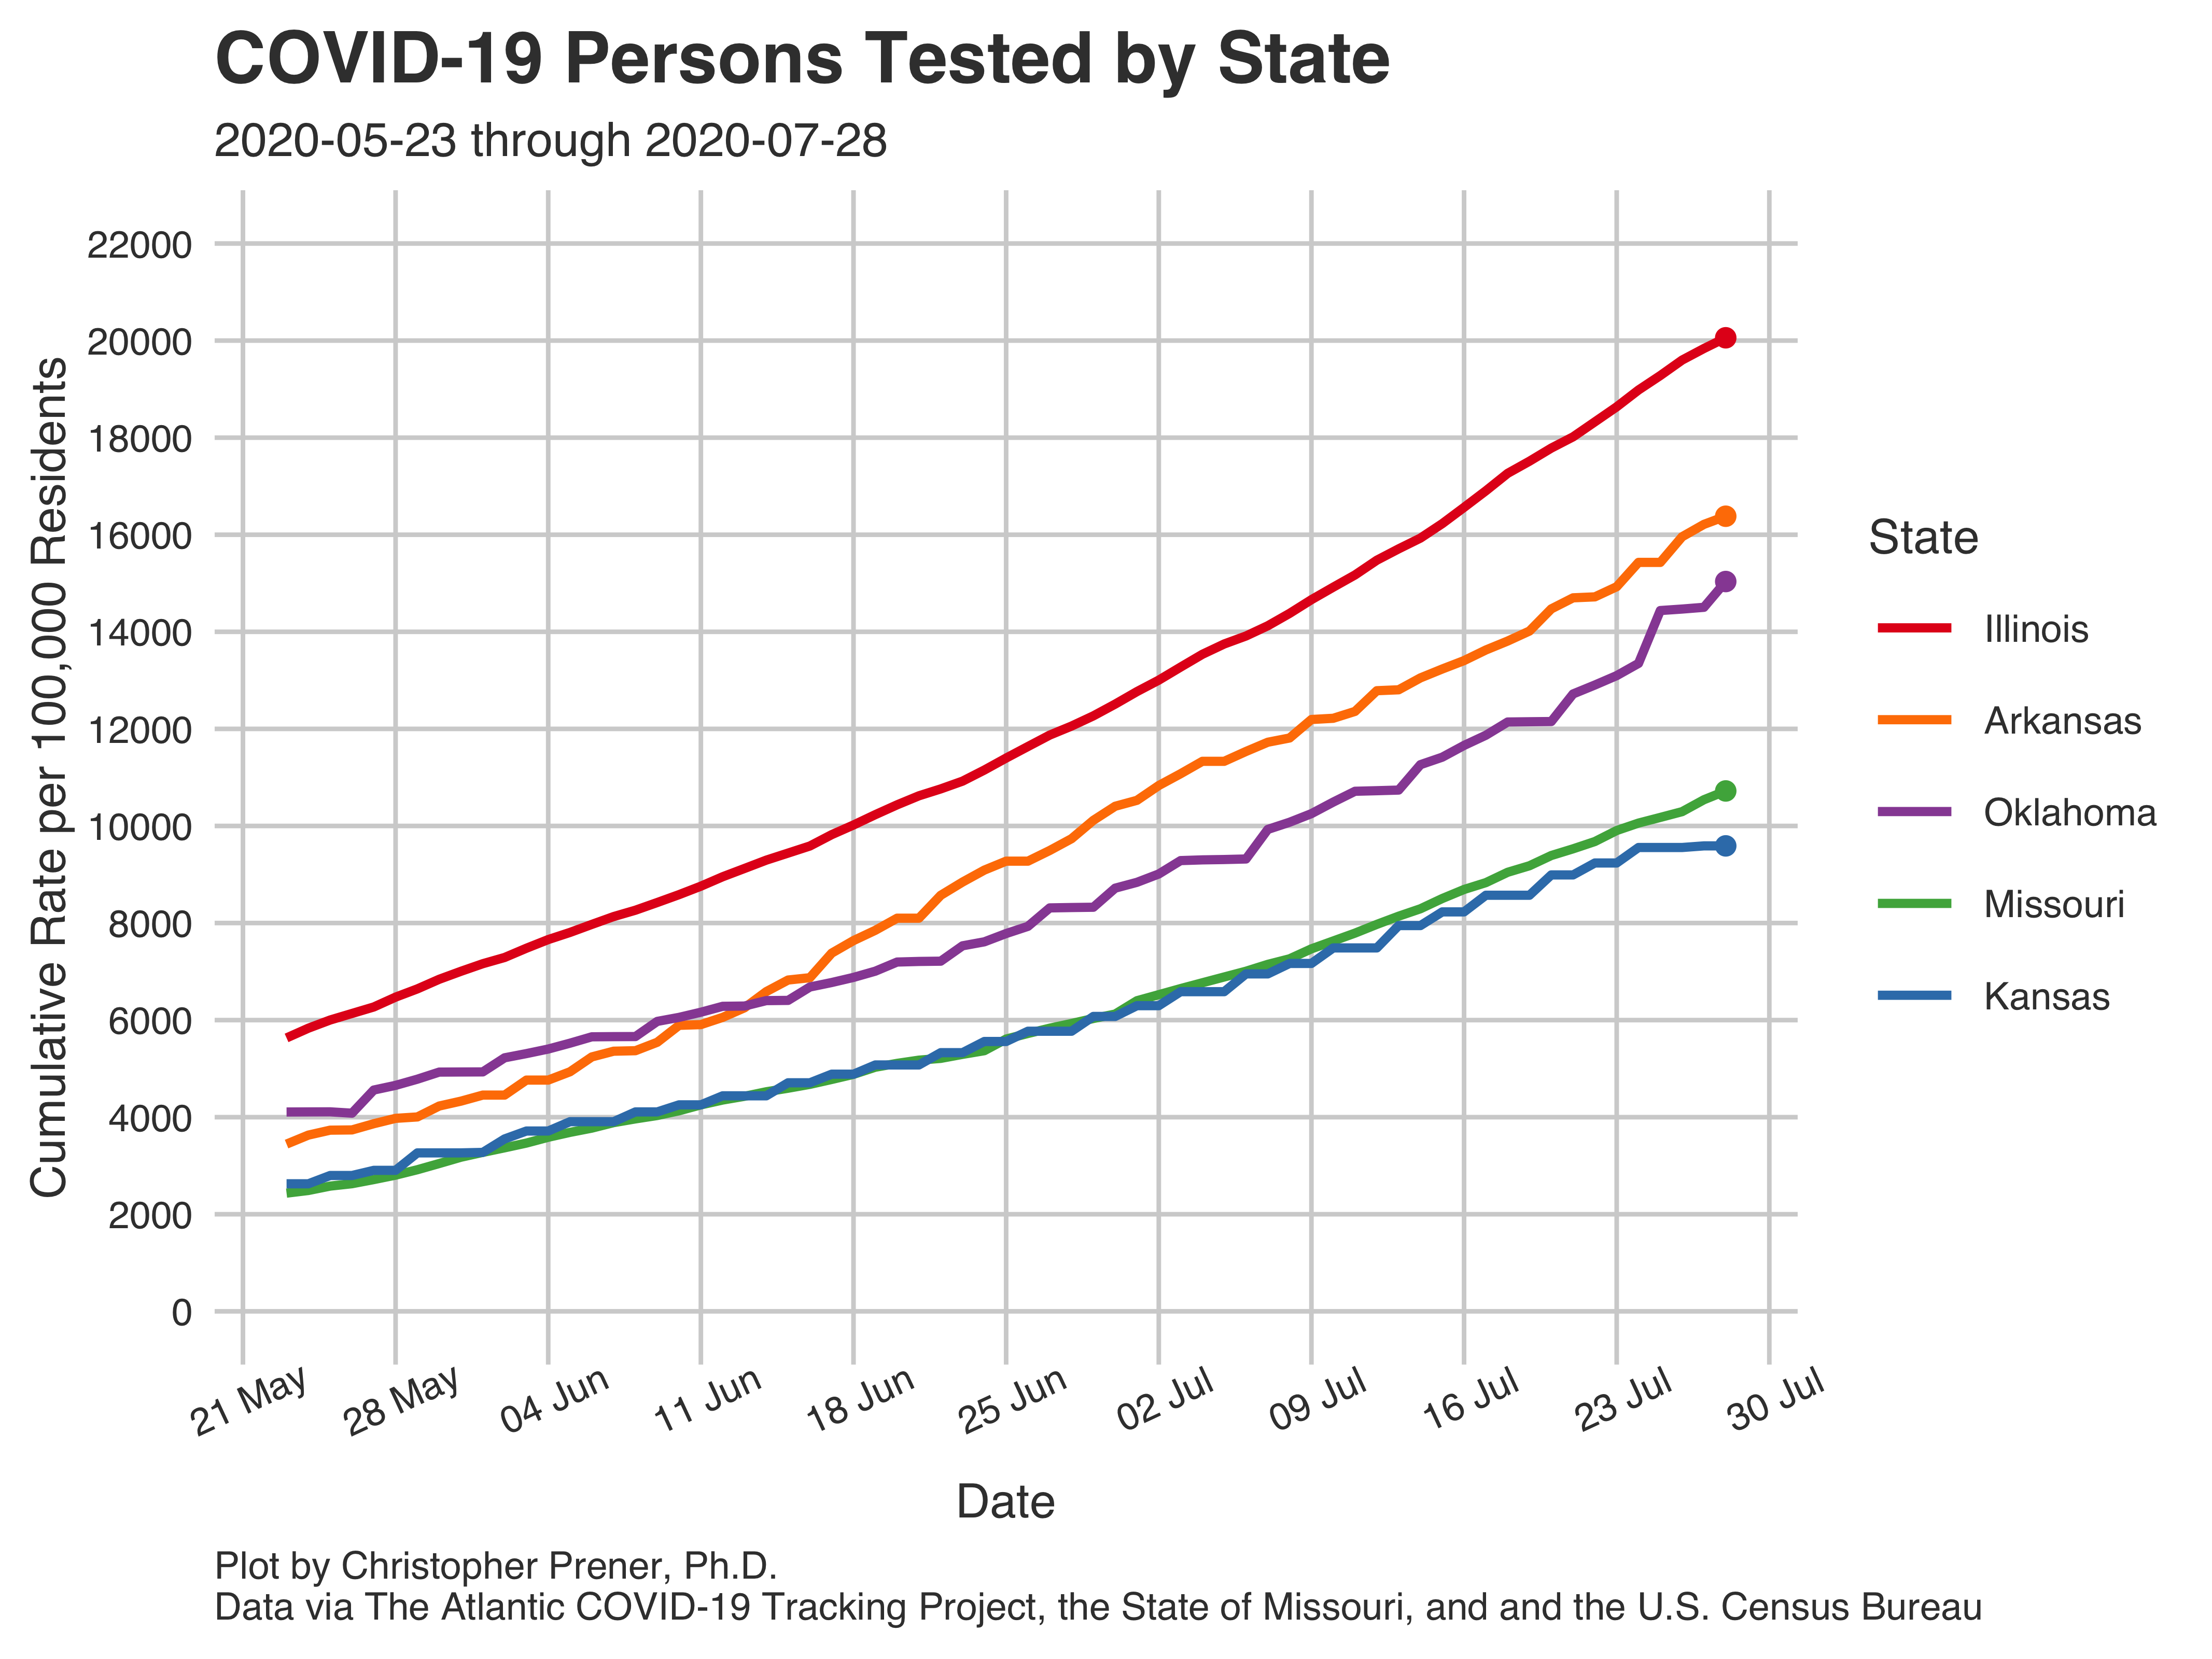 COVID-19 Persons Tested by State
2020-05-23 through 2020-07-28
Cumulative Rate per 100,000 Residents
22000
20000
18000
16000
14000
12000
10000
8000
6000
4000
2000
0
21 May
28 May
04 Jun
11 Jun
18 Jun
25 Jun
02 Jul
09 Jul
16 Jul
23 Jul
30 Jul
Date
State
Illinois
Arkansas
Oklahoma
Missouri
Kansas
Plot by Christopher Prener, Ph.D.
Data via The Atlantic COVID-19 Tracking Project, the State of Missouri, and and the U.S. Census Bureau